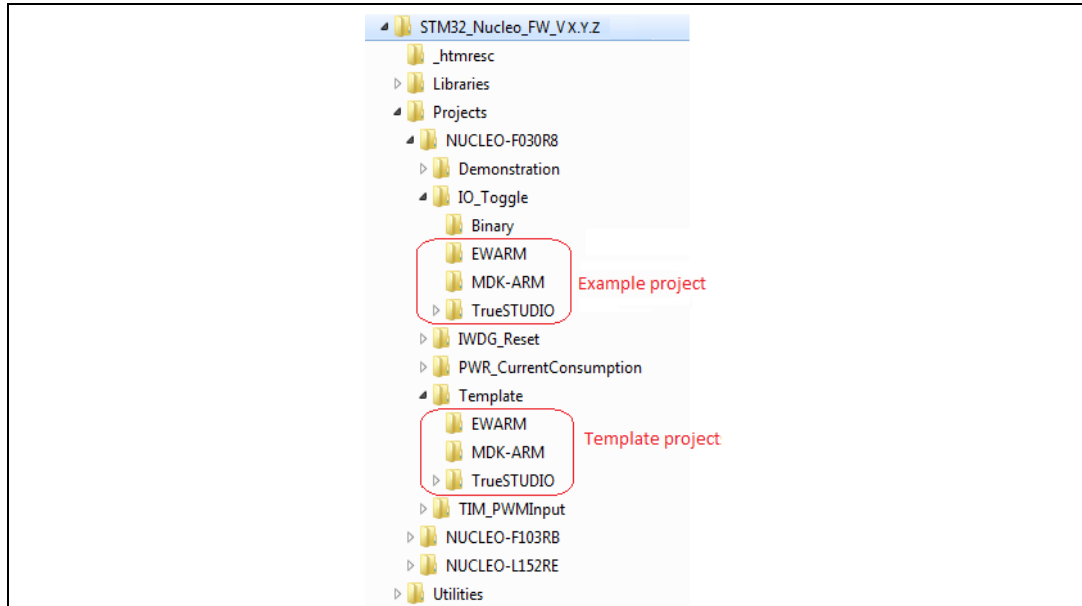 STM32_Nucleo_FW_V X.Y.Z
_htmresc
Libraries
Projects
NUCLEO-F030R8
Demonstration
IO_Toggle
Binary
EWARM
MDK-ARM
Example project
TrueSTUDIO
IWDG_Reset
PWR_CurrentConsumption
Template
EWARM
Template project
MDK-ARM
TrueSTUDIO
TIM_PWMInput
NUCLEO-F103RB
NUCLEO-L152RE
Utilities